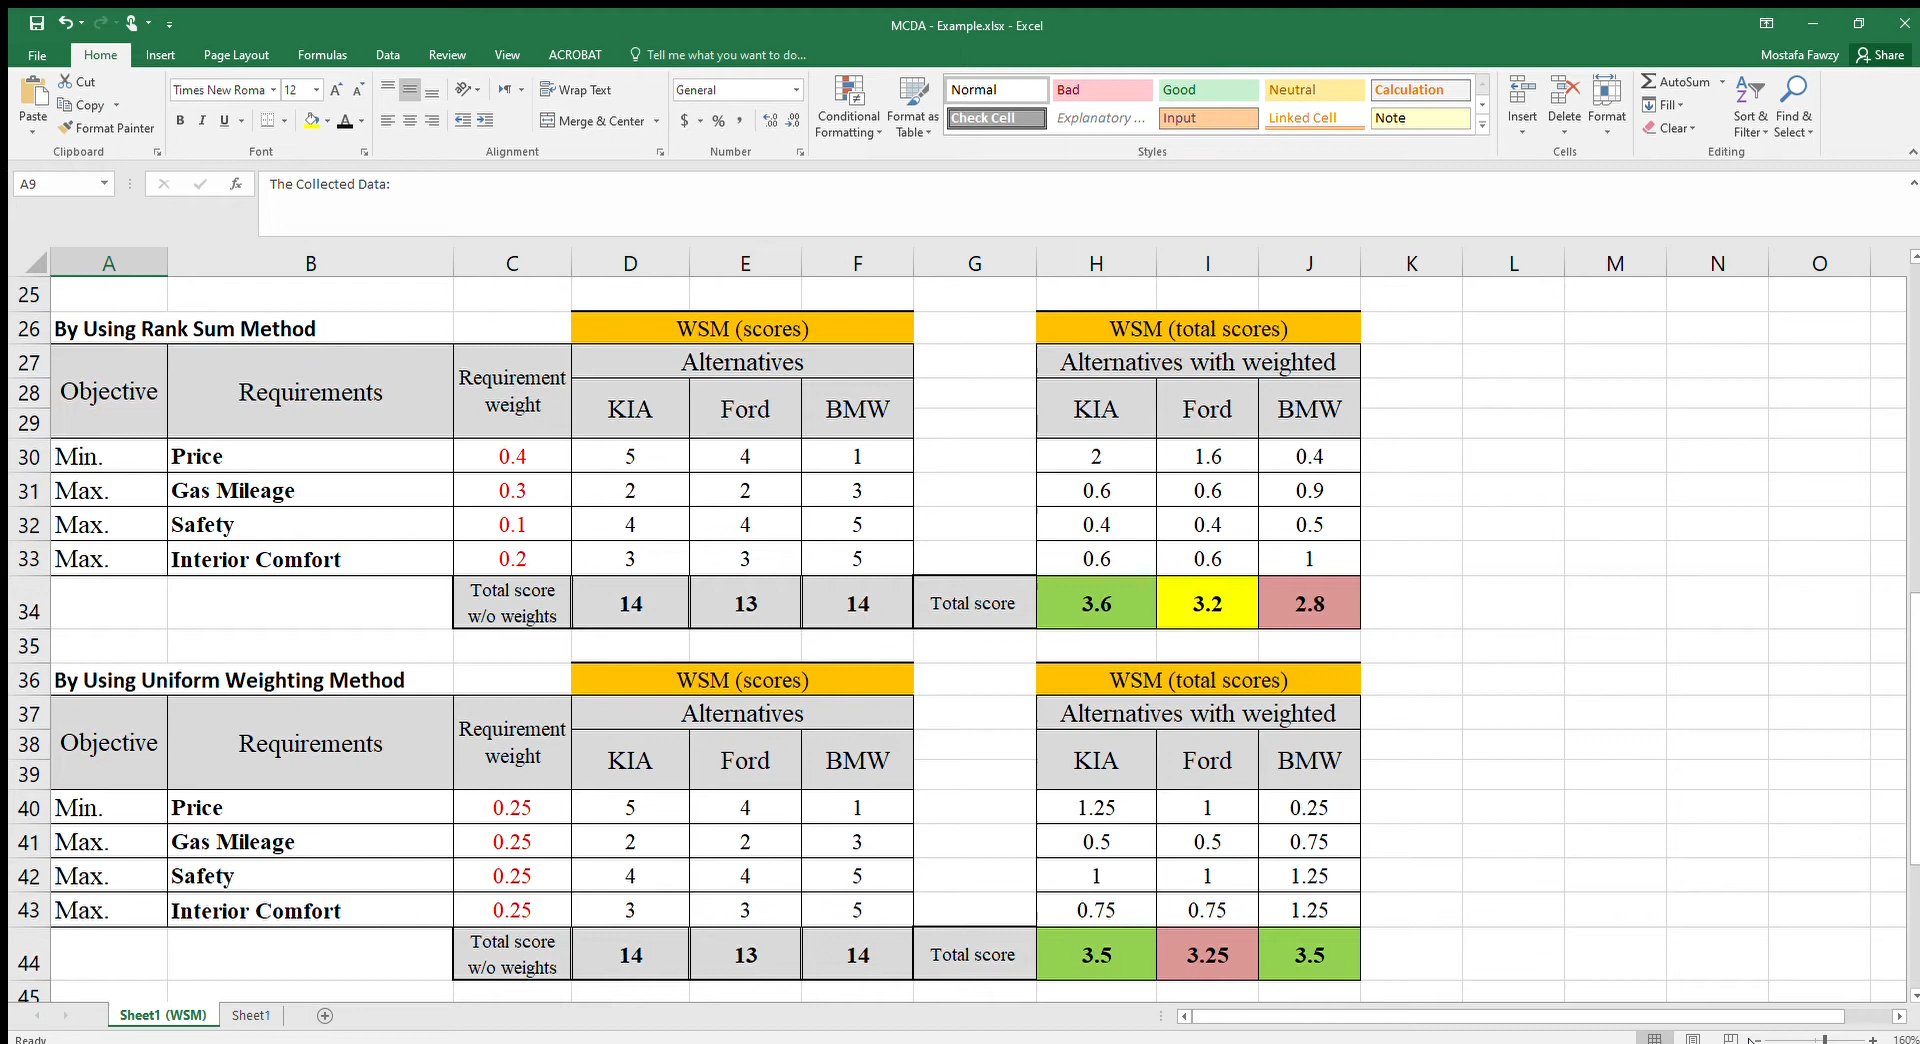 MCDA - Example.xlsx - Excel
File Home Insert Page Layout Formulas Data Review View ACROBAT Tell me what you want to do... Mostafa Fawzy Share
Paste
Cut
Copy
Format Painter
Clipboard
Times New Roma 12
B I U
Font
Wrap Text
Merge & Center
Alignment
General
$ % ,
Number
Conditional Formatting
Format as Table
Normal Bad Good Neutral Calculation
Check Cell Explanatory ... Input Linked Cell Note
Styles
Insert Delete Format
Cells
AutoSum
Fill
Clear
Sort & Filter
Find & Select
Editing
A9 fx The Collected Data:
A B C D E F G H I J K L M N O
25
26 By Using Rank Sum Method WSM (scores) WSM (total scores)
27 Objective Requirements Requirement weight Alternatives Alternatives with weighted
28 KIA Ford BMW KIA Ford BMW
29
30 Min. Price 0.4 5 4 1 2 1.6 0.4
31 Max. Gas Mileage 0.3 2 2 3 0.6 0.6 0.9
32 Max. Safety 0.1 4 4 5 0.4 0.4 0.5
33 Max. Interior Comfort 0.2 3 3 5 0.6 0.6 1
34 Total score w/o weights 14 13 14 Total score 3.6 3.2 2.8
35
36 By Using Uniform Weighting Method WSM (scores) WSM (total scores)
37 Objective Requirements Requirement weight Alternatives Alternatives with weighted
38 KIA Ford BMW KIA Ford BMW
39
40 Min. Price 0.25 5 4 1 1.25 1 0.25
41 Max. Gas Mileage 0.25 2 2 3 0.5 0.5 0.75
42 Max. Safety 0.25 4 4 5 1 1 1.25
43 Max. Interior Comfort 0.25 3 3 5 0.75 0.75 1.25
44 Total score w/o weights 14 13 14 Total score 3.5 3.25 3.5
45
Sheet1 (WSM) Sheet1
Ready 160%